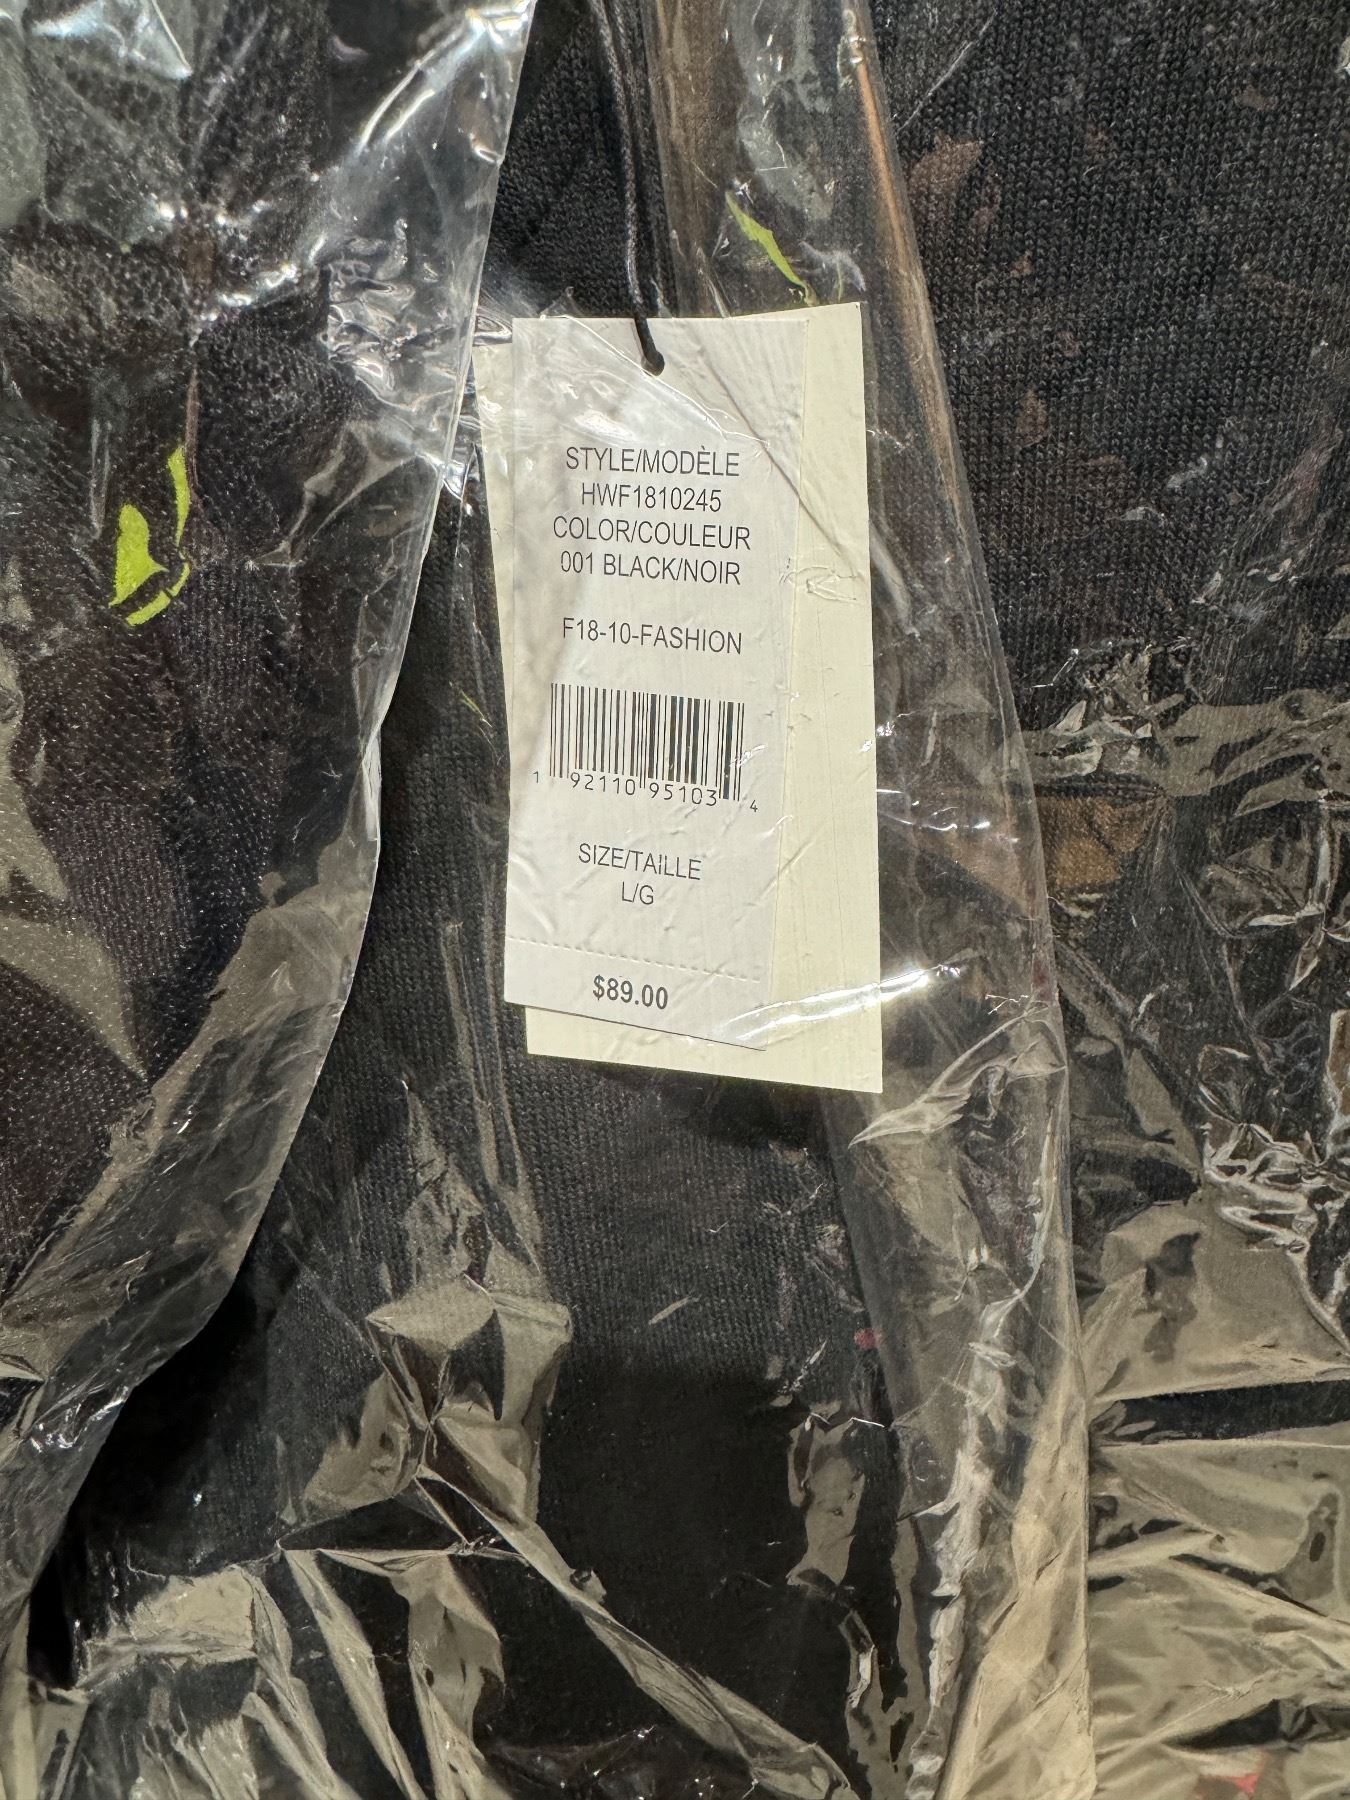 STYLE/MODÈLE
HWF1810245
COLOR/COULEUR
001 BLACK/NOIR
F18-10-FASHION
1 92110 95103 4
SIZE/TAILLE
L/G
$89.00